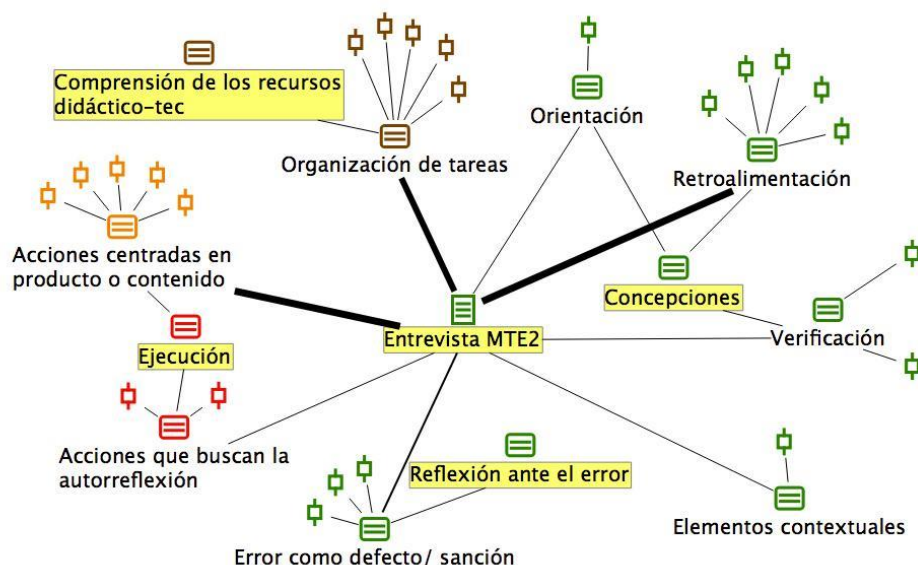 Comprensión de los recursos
didáctico-tec
Organización de tareas
Orientación
Retroalimentación
Acciones centradas en
producto o contenido
Concepciones
Ejecución
Entrevista MTE2
Verificación
Acciones que buscan la
autorreflexión
Reflexión ante el error
Error como defecto/ sanción
Elementos contextuales